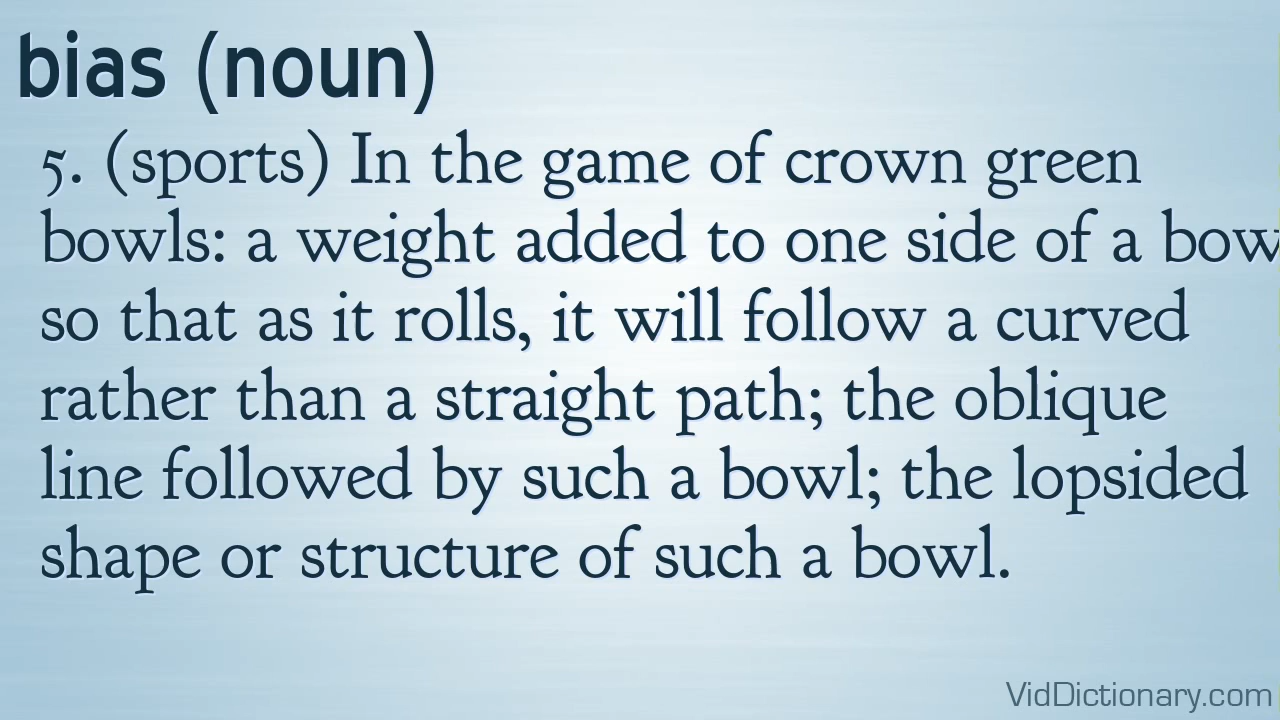 bias (noun)
5. (sports) In the game of crown green
bowls: a weight added to one side of a bow
so that as it rolls, it will follow a curved
rather than a straight path; the oblique
line followed by such a bowl; the lopsided
shape or structure of such a bowl.
VidDictionary.com